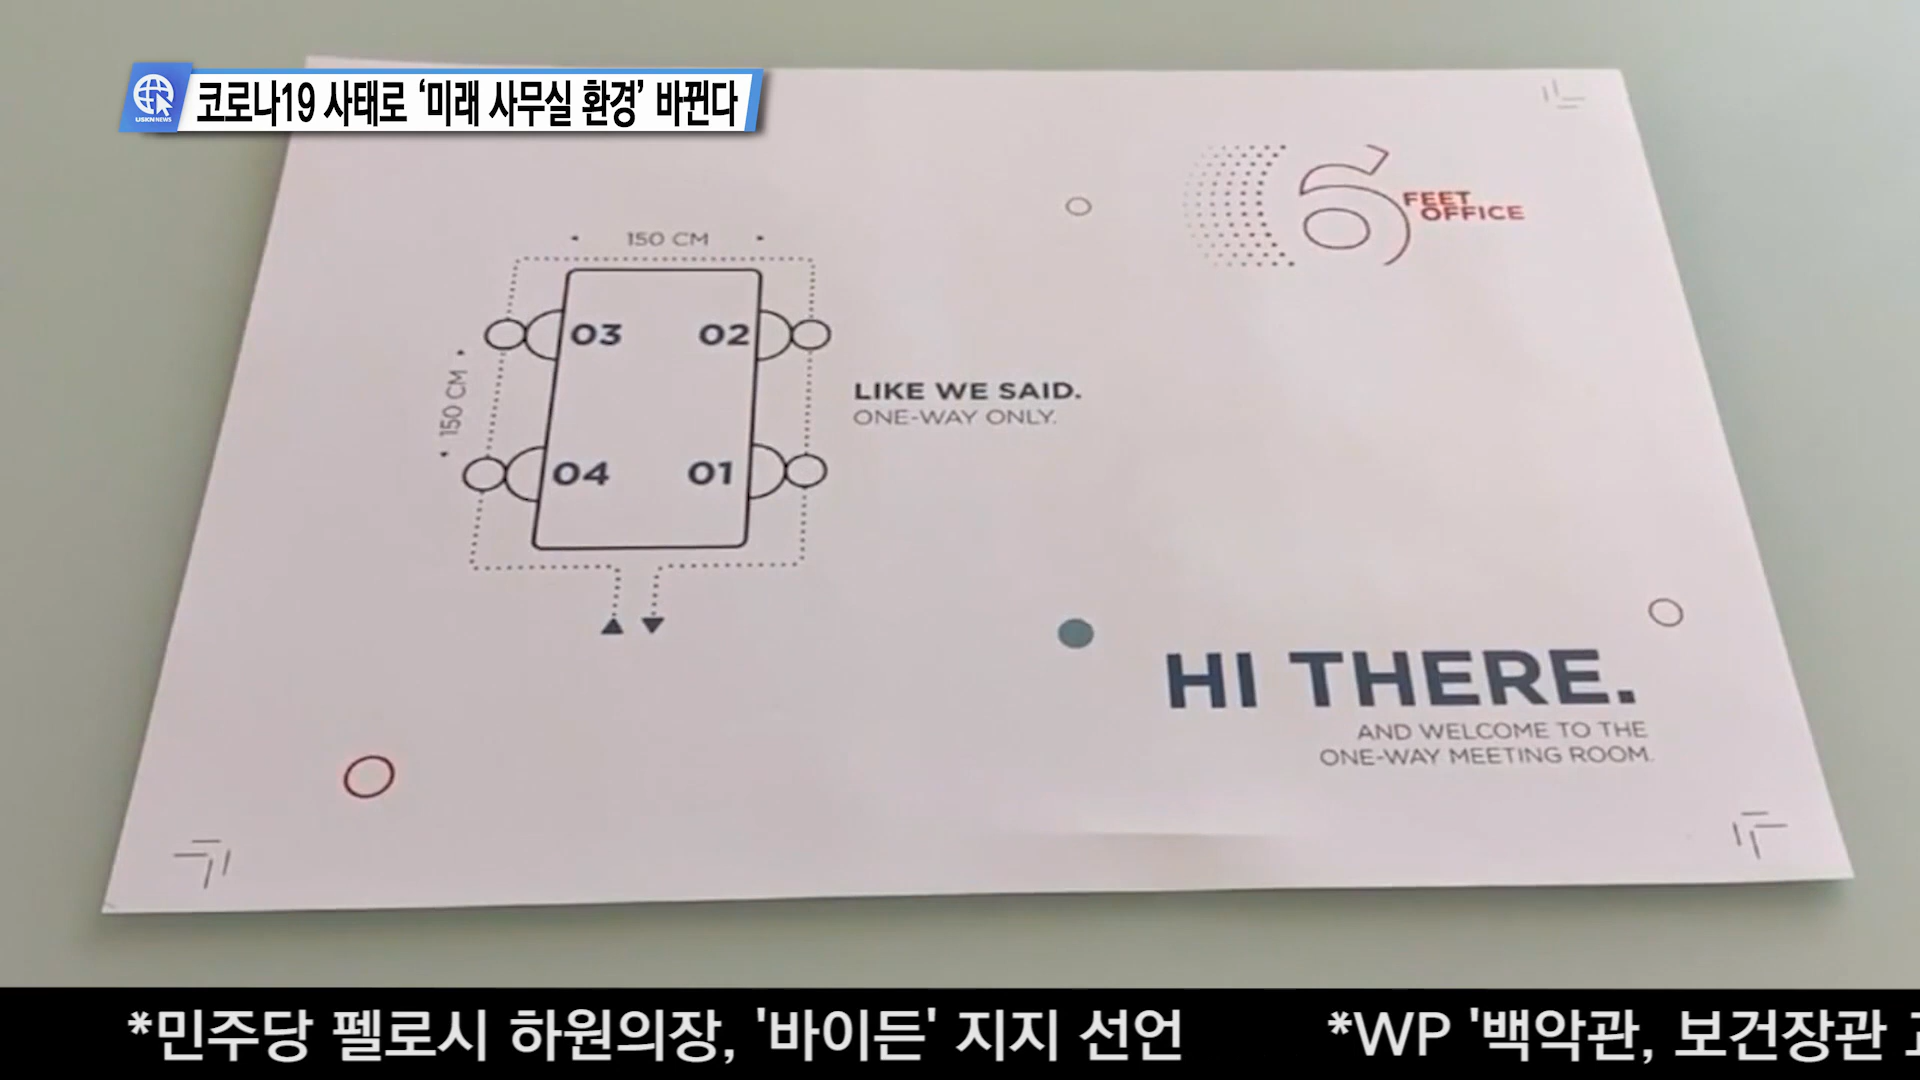 코로나19 사태로 ‘미래 사무실 환경’ 바뀐다
USKN NEWS
6 FEET
OFFICE
150 CM
03 02
150 CM
LIKE WE SAID.
ONE-WAY ONLY.
04 01
HI THERE.
AND WELCOME TO THE
ONE-WAY MEETING ROOM.
*민주당 펠로시 하원의장, '바이든' 지지 선언 *WP '백악관, 보건장관